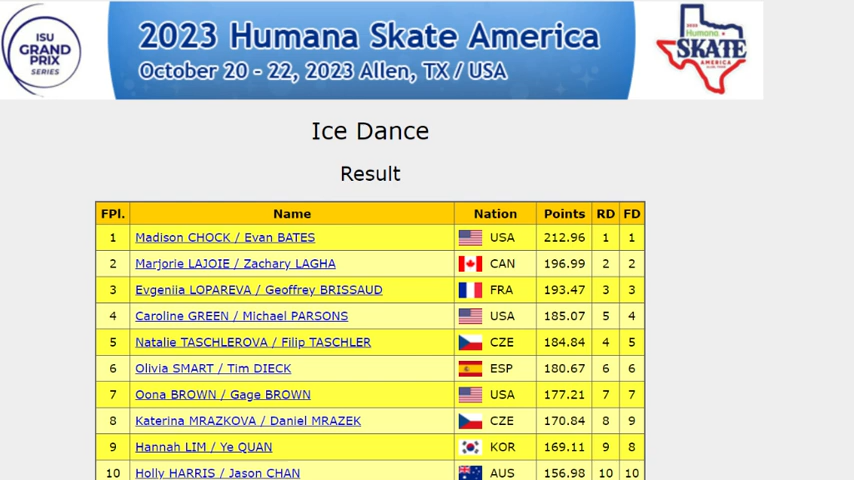 ISU
GRAND
PRIX
SERIES
2023 Humana Skate America
October 20 - 22, 2023 Allen, TX / USA
Humana
SKATE
AMERICA
Ice Dance
Result
FPl. Name Nation Points RD FD
1 Madison CHOCK / Evan BATES USA 212.96 1 1
2 Marjorie LAJOIE / Zachary LAGHA CAN 196.99 2 2
3 Evgeniia LOPAREVA / Geoffrey BRISSAUD FRA 193.47 3 3
4 Caroline GREEN / Michael PARSONS USA 185.07 5 4
5 Natalie TASCHLEROVA / Filip TASCHLER CZE 184.84 4 5
6 Olivia SMART / Tim DIECK ESP 180.67 6 6
7 Oona BROWN / Gage BROWN USA 177.21 7 7
8 Katerina MRAZKOVA / Daniel MRAZEK CZE 170.84 8 9
9 Hannah LIM / Ye QUAN KOR 169.11 9 8
10 Holly HARRIS / Jason CHAN AUS 156.98 10 10